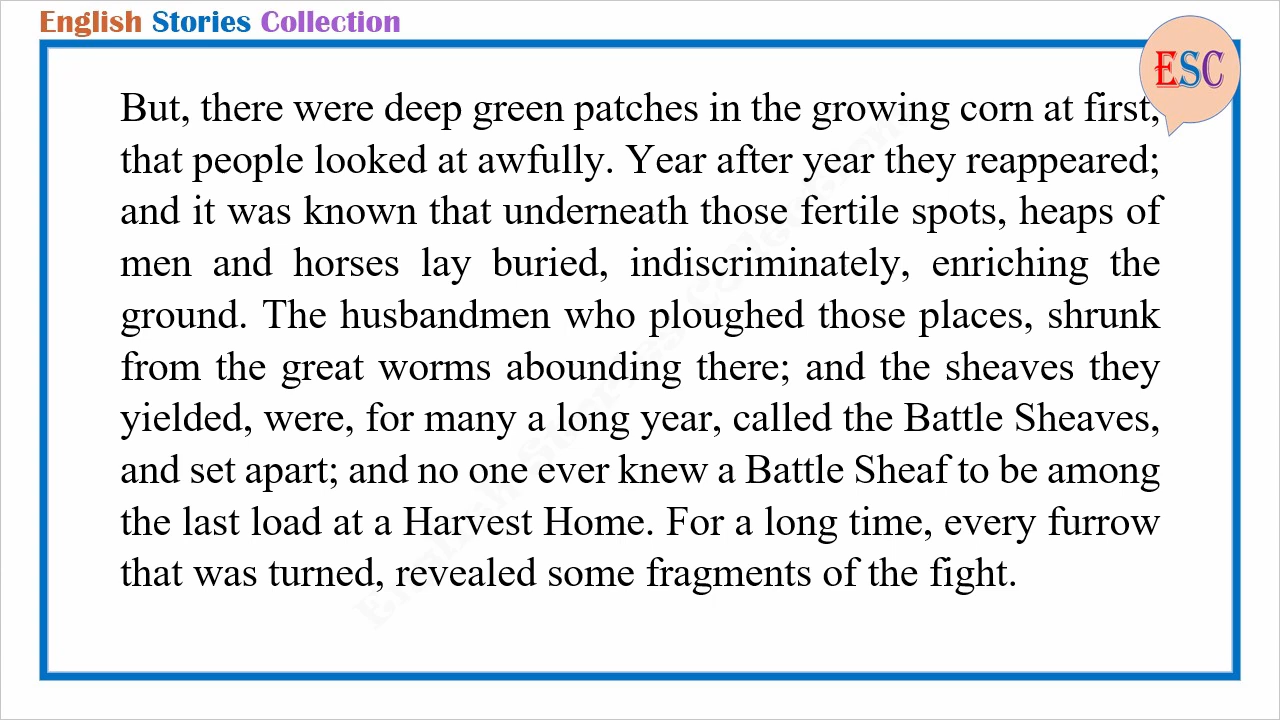 English Stories Collection
ESC
But, there were deep green patches in the growing corn at first,
that people looked at awfully. Year after year they reappeared;
and it was known that underneath those fertile spots, heaps of
men and horses lay buried, indiscriminately, enriching the
ground. The husbandmen who ploughed those places, shrunk
from the great worms abounding there; and the sheaves they
yielded, were, for many a long year, called the Battle Sheaves,
and set apart; and no one ever knew a Battle Sheaf to be among
the last load at a Harvest Home. For a long time, every furrow
that was turned, revealed some fragments of the fight.